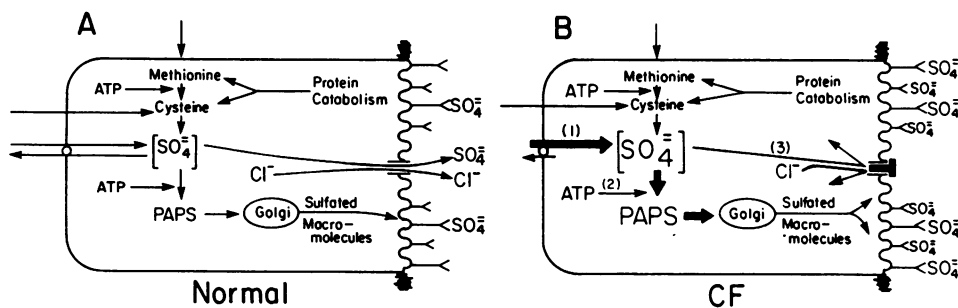 A
Methionine
ATP
Cysteine
Protein
Catabolism
SO₄⁼
[SO₄⁼]
SO₄⁼
Cl⁻
Cl⁻
ATP
PAPS
Golgi
Sulfated
Macro-
molecules
SO₄⁼
Normal
B
Methionine
ATP
Cysteine
Protein
Catabolism
SO₄⁼
SO₄⁼
SO₄⁼
SO₄⁼
(1)
[SO₄⁼]
(3)
Cl⁻
ATP
(2)
PAPS
Golgi
Sulfated
Macro-
molecules
SO₄⁼
SO₄⁼
SO₄⁼
SO₄⁼
CF